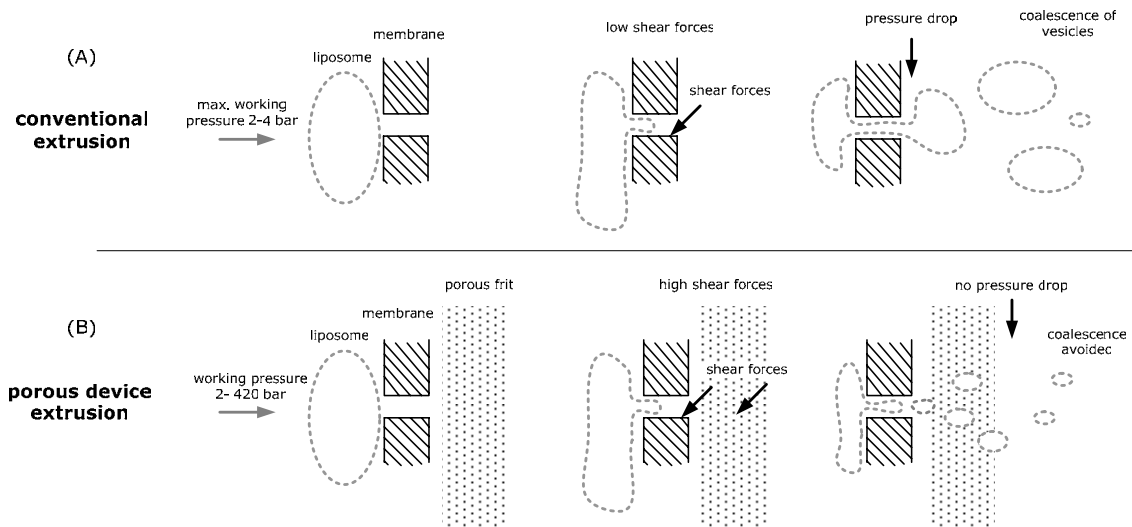 (A)
conventional
extrusion
max. working
pressure 2-4 bar
liposome
membrane
low shear forces
shear forces
pressure drop
coalescence of
vesicles
(B)
porous device
extrusion
working pressure
2- 420 bar
liposome
membrane
porous frit
high shear forces
shear forces
no pressure drop
coalescence
avoidec